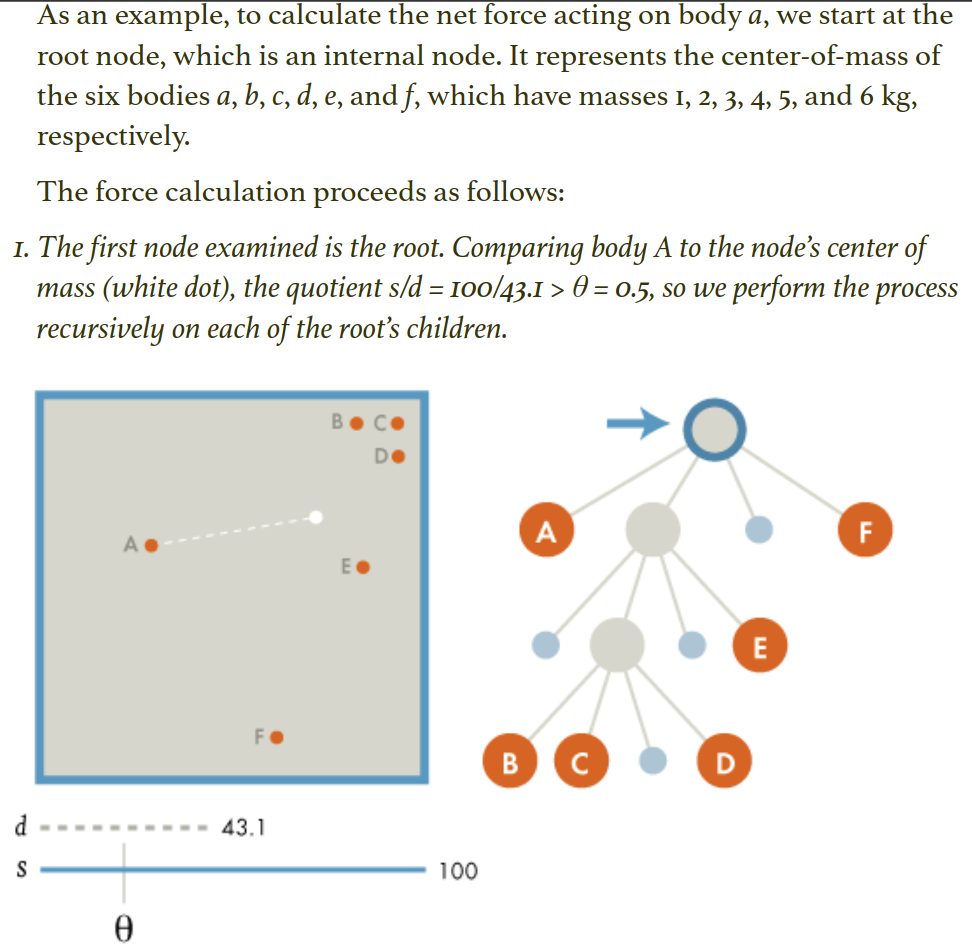 As an example, to calculate the net force acting on body a, we start at the
root node, which is an internal node. It represents the center-of-mass of
the six bodies a, b, c, d, e, and f, which have masses 1, 2, 3, 4, 5, and 6 kg,
respectively.
The force calculation proceeds as follows:
1. The first node examined is the root. Comparing body A to the node's center of
mass (white dot), the quotient s/d = 100/43.1 > θ = 0.5, so we perform the process
recursively on each of the root's children.
B C
D
A
E
F
A F
E
B C D
d 43.1
s 100
θ